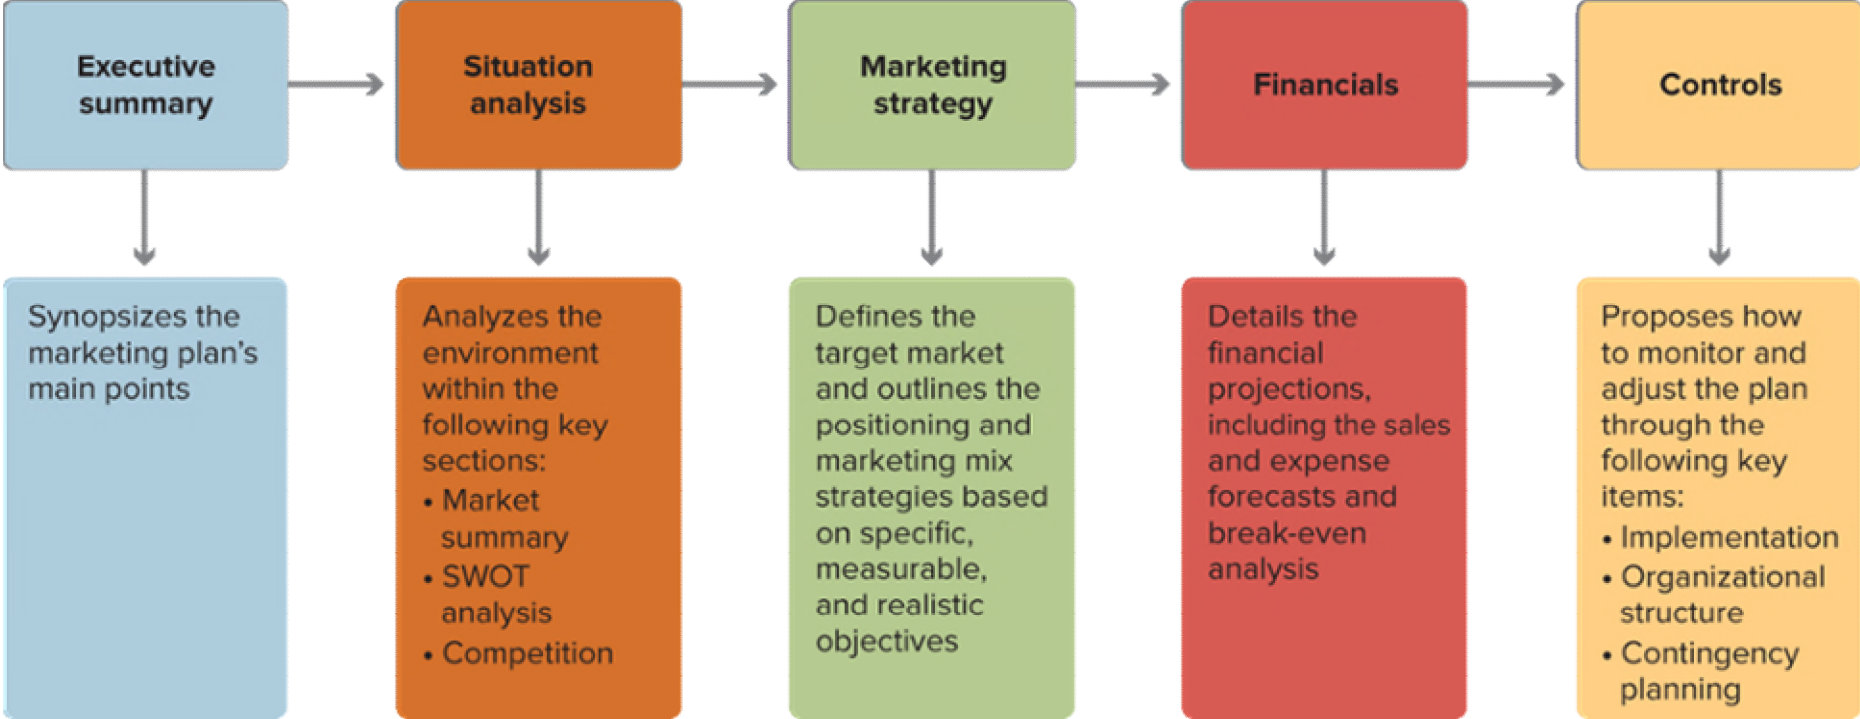 Executive
summary
Situation
analysis
Marketing
strategy
Financials
Controls
Synopsizes the
marketing plan's
main points
Analyzes the
environment
within the
following key
sections:
• Market
summary
• SWOT
analysis
• Competition
Defines the
target market
and outlines the
positioning and
marketing mix
strategies based
on specific,
measurable,
and realistic
objectives
Details the
financial
projections,
including the sales
and expense
forecasts and
break-even
analysis
Proposes how
to monitor and
adjust the plan
through the
following key
items:
• Implementation
• Organizational
structure
• Contingency
planning